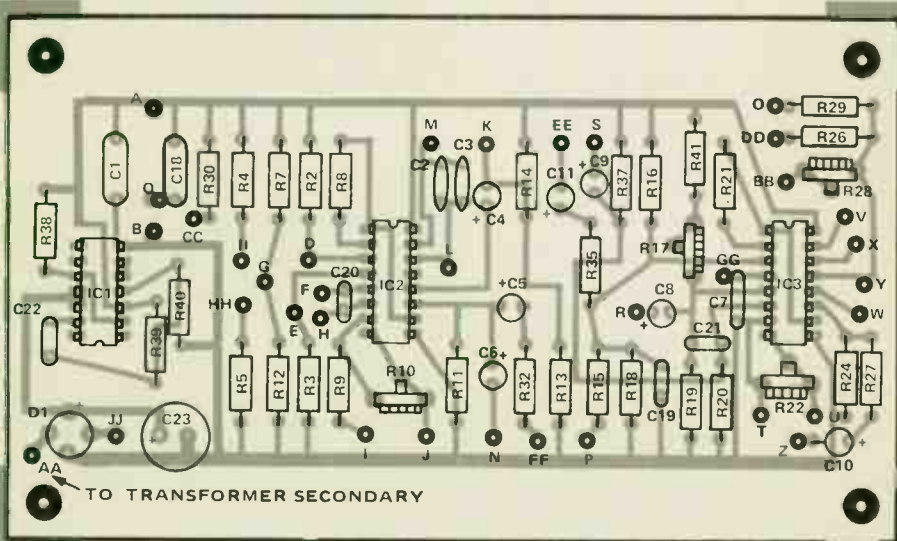 A
O
R29
DD
R26
BB
R28
M
K
EE
S
C1
C18
R30
R4
R7
R2
R8
C2
C3
R14
C11
C9
R37
R16
R41
R21
Q
B
CC
+ C4
+
+
V
R38
II
D
L
R17
X
IC1
G
F
C20
IC2
R35
GG
IC3
Y
C22
R40
HH
E
H
+
C5
R
C8
+
C7
W
R39
C21
R5
R12
R3
R9
R10
R11
C6
+
R32
R13
R15
R18
C19
R19
R20
R22
R24
R27
D1
+
JJ
C23
+
I
J
N
FF
P
T
U
Z
+
C10
AA
TO TRANSFORMER SECONDARY